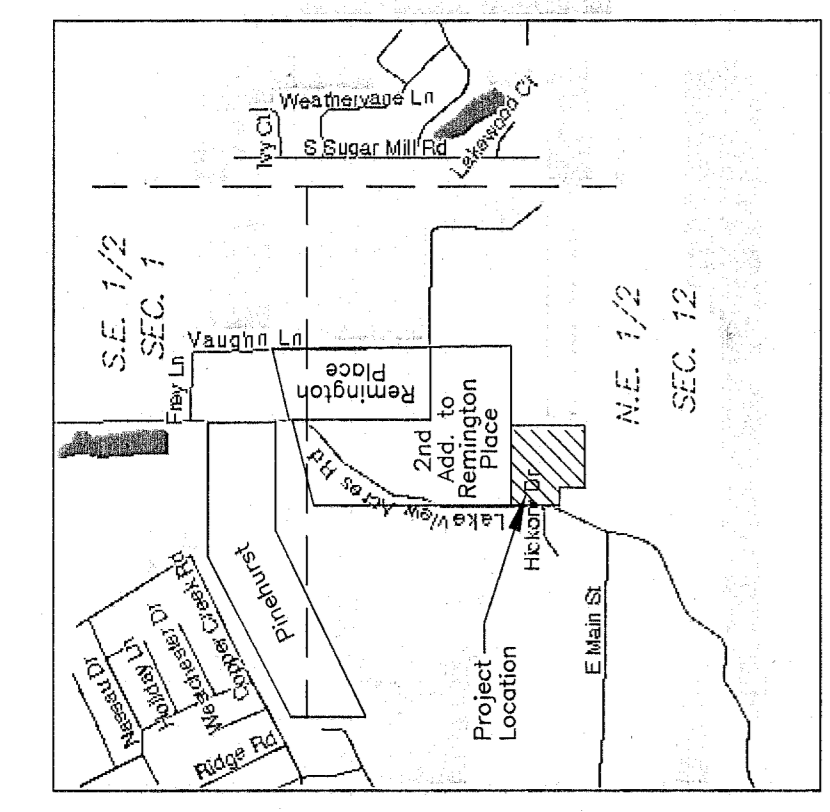 Weathervane Ln
Ivy Ct
S Sugar Mill Rd
Lakewood Ct
S.E. 1/2
SEC. 1
Vaughn Ln
Frey Ln
Remington
Place
2nd
Add. to
Remington
Place
N.E. 1/2
SEC. 12
Lake View Acres Rd
Hickory Dr
Pinehurst
Nassau Dr
Holiday Ln
Westchester Dr
Copper Creek Rd
Ridge Rd
Project
Location
E Main St